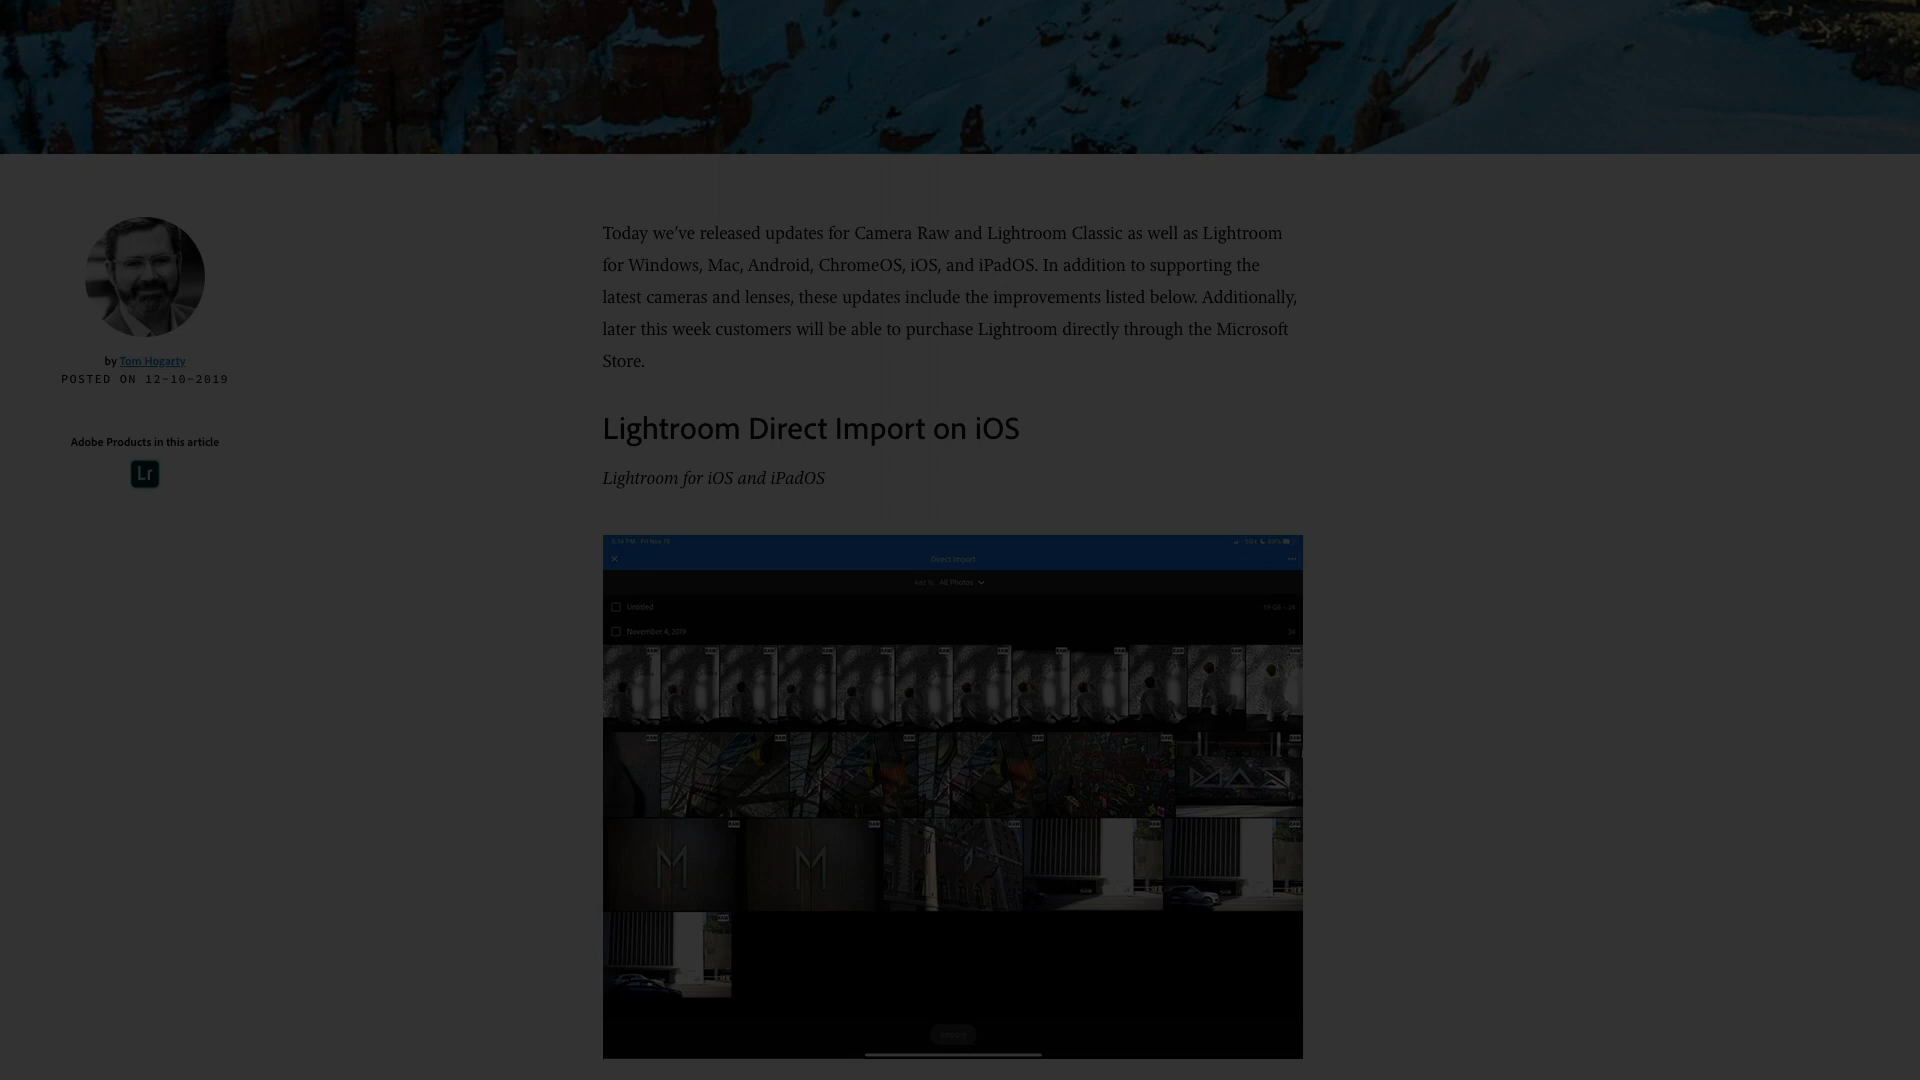 by Tom Hogarty
POSTED ON 12-10-2019
Adobe Products in this article
Lr
Today we’ve released updates for Camera Raw and Lightroom Classic as well as Lightroom
for Windows, Mac, Android, ChromeOS, iOS, and iPadOS. In addition to supporting the
latest cameras and lenses, these updates include the improvements listed below. Additionally,
later this week customers will be able to purchase Lightroom directly through the Microsoft
Store.
Lightroom Direct Import on iOS
Lightroom for iOS and iPadOS
Fri Nov 15
Direct Import
All Photos
Untitled
November 4, 2019
MAX
M
M